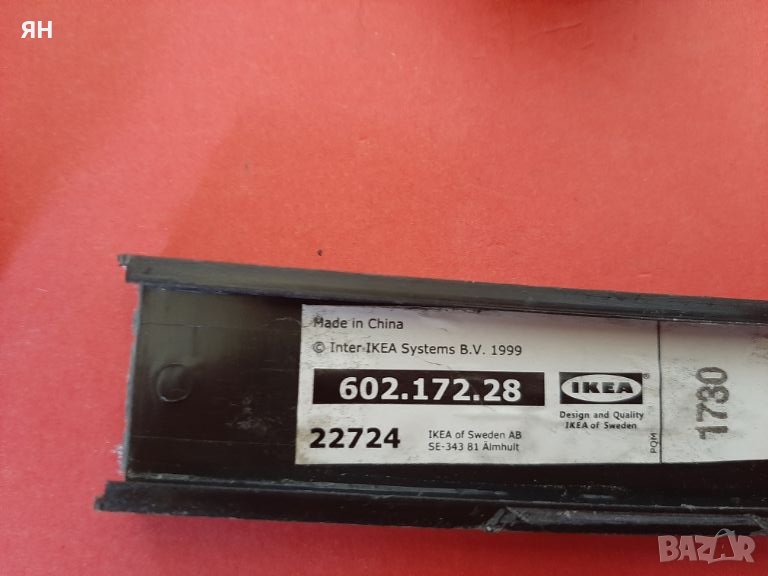 ЯН
Made in China
© Inter IKEA Systems B.V. 1999
602.172.28
IKEA®
Design and Quality
IKEA of Sweden
22724
IKEA of Sweden AB
SE-343 81 Älmhult
PQM
1730
BAZAR